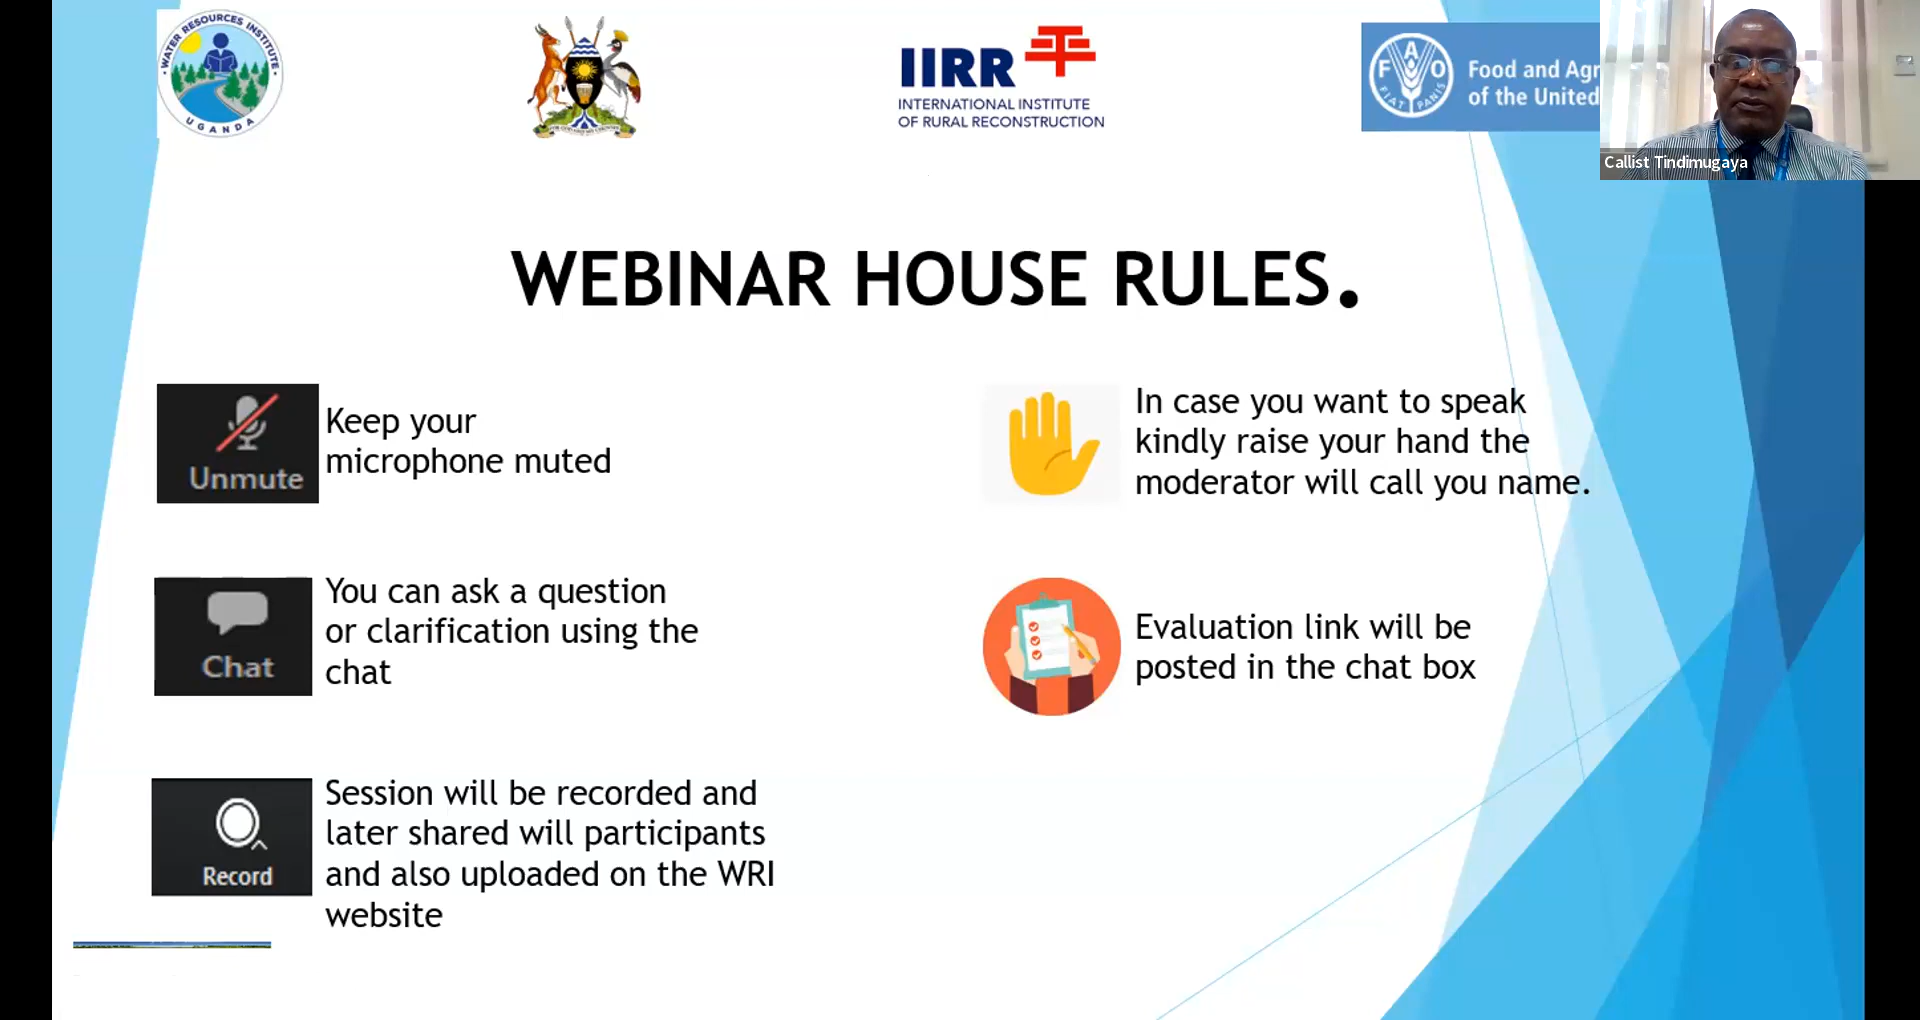 WATER RESOURCES INSTITUTE
UGANDA
IIRR
INTERNATIONAL INSTITUTE
OF RURAL RECONSTRUCTION
F A O
FIAT PANIS
Food and Agr
of the United
Callist Tindimugaya
WEBINAR HOUSE RULES.
Unmute
Keep your
microphone muted
In case you want to speak
kindly raise your hand the
moderator will call you name.
Chat
You can ask a question
or clarification using the
chat
Evaluation link will be
posted in the chat box
Record
Session will be recorded and
later shared will participants
and also uploaded on the WRI
website